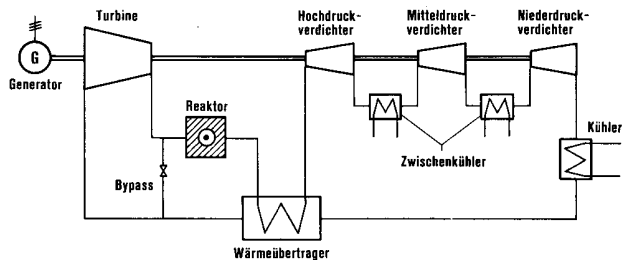 Turbine
Hochdruck-
verdichter
Mitteldruck-
verdichter
Niederdruck-
verdichter
G
Generator
Reaktor
Kühler
Zwischenkühler
Bypass
Wärmeübertrager